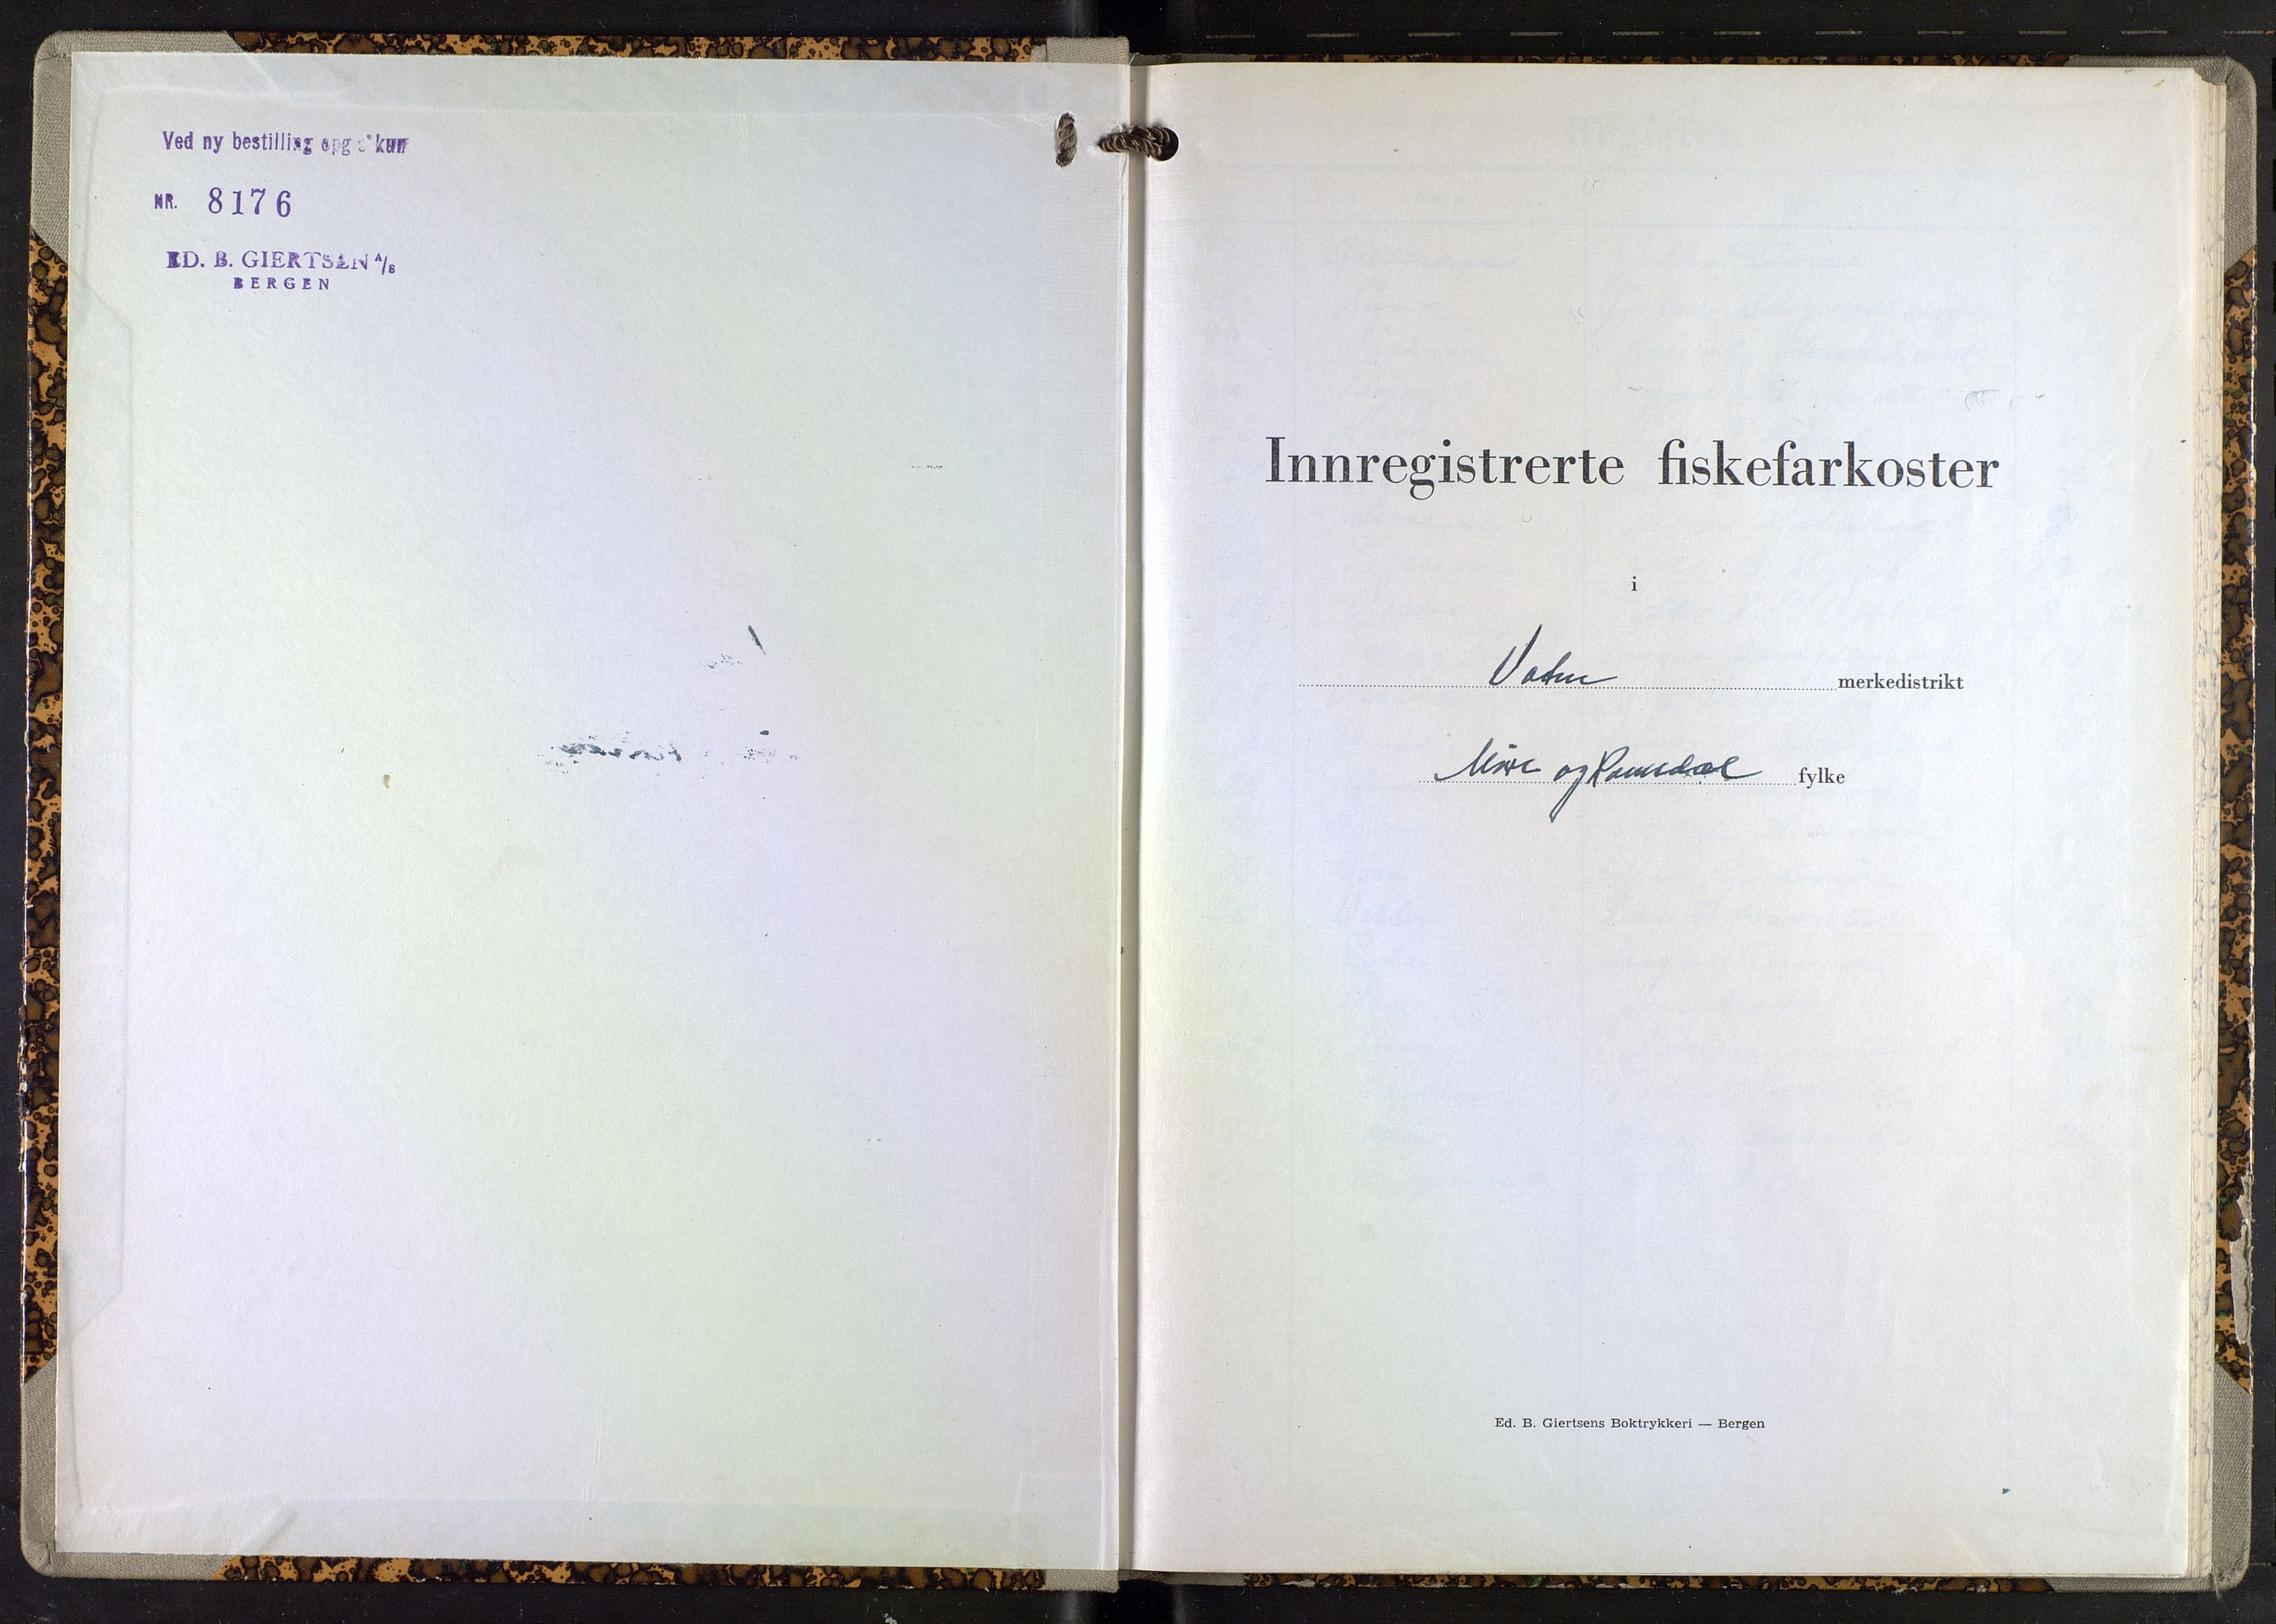 Ved ny bestilling opgi kun
NR. 8176
ED. B. GIERTSEN A/S
BERGEN
Innregistrerte fiskefarkoster
i
Vatne merkedistrikt
Møre og Romsdal fylke
Ed. B. Giertsens Boktrykkeri — Bergen